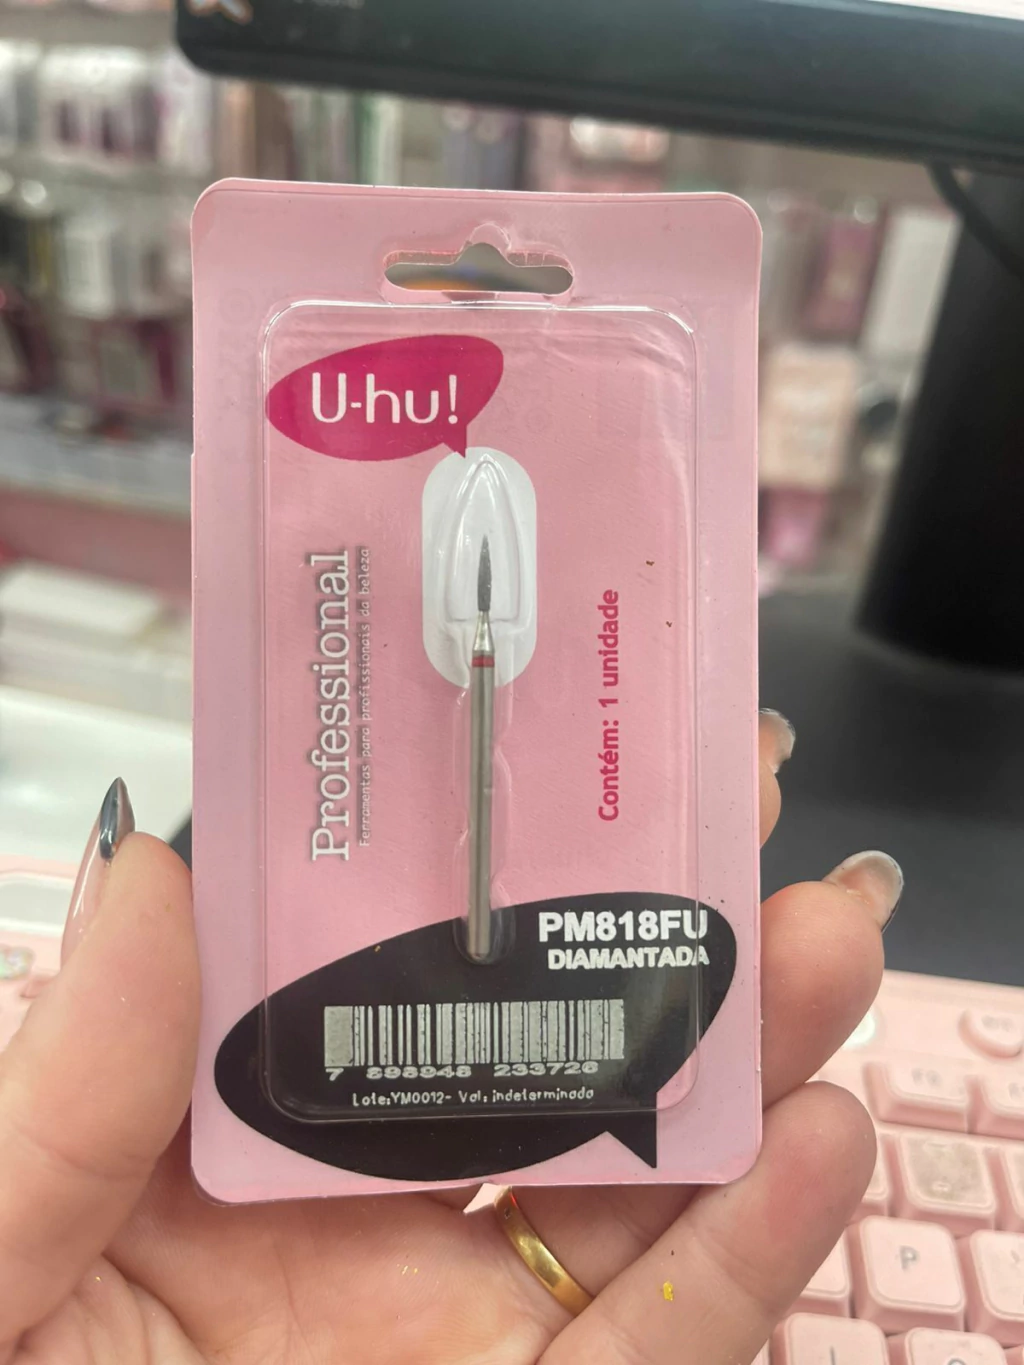 U-hu!
Professional
Ferramentas para profissionais da beleza
Contém: 1 unidade
PM818FU
DIAMANTADA
7 898948 233726
Lote:YM0012- Val: indeterminada
P